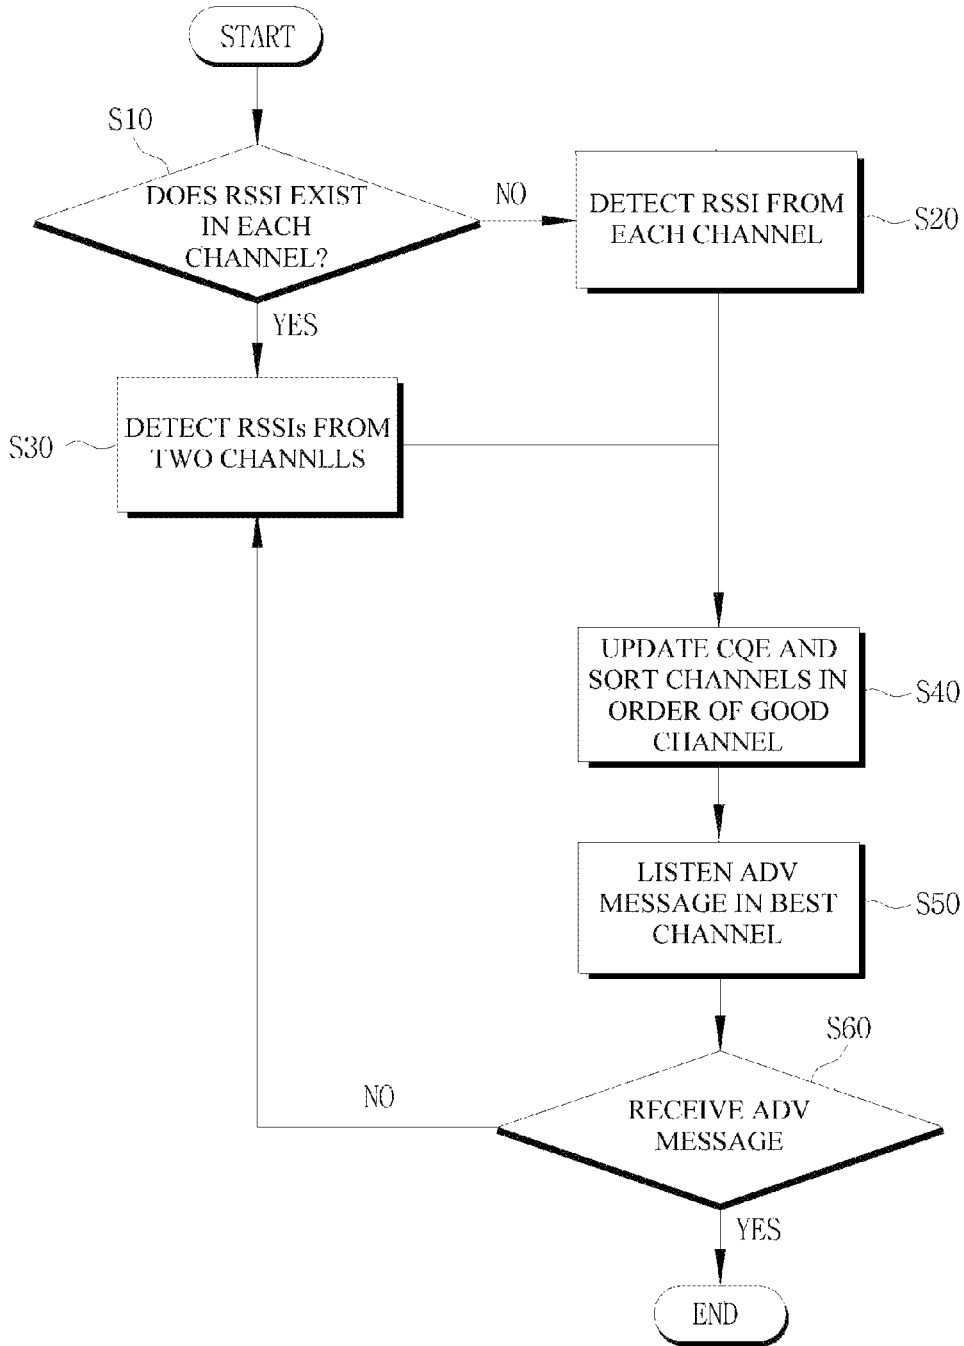 START
S10
DOES RSSI EXIST
IN EACH
CHANNEL?
NO
DETECT RSSI FROM
EACH CHANNEL
S20
YES
S30
DETECT RSSIs FROM
TWO CHANNLLS
UPDATE CQE AND
SORT CHANNELS IN
ORDER OF GOOD
CHANNEL
S40
LISTEN ADV
MESSAGE IN BEST
CHANNEL
S50
S60
RECEIVE ADV
MESSAGE
NO
YES
END